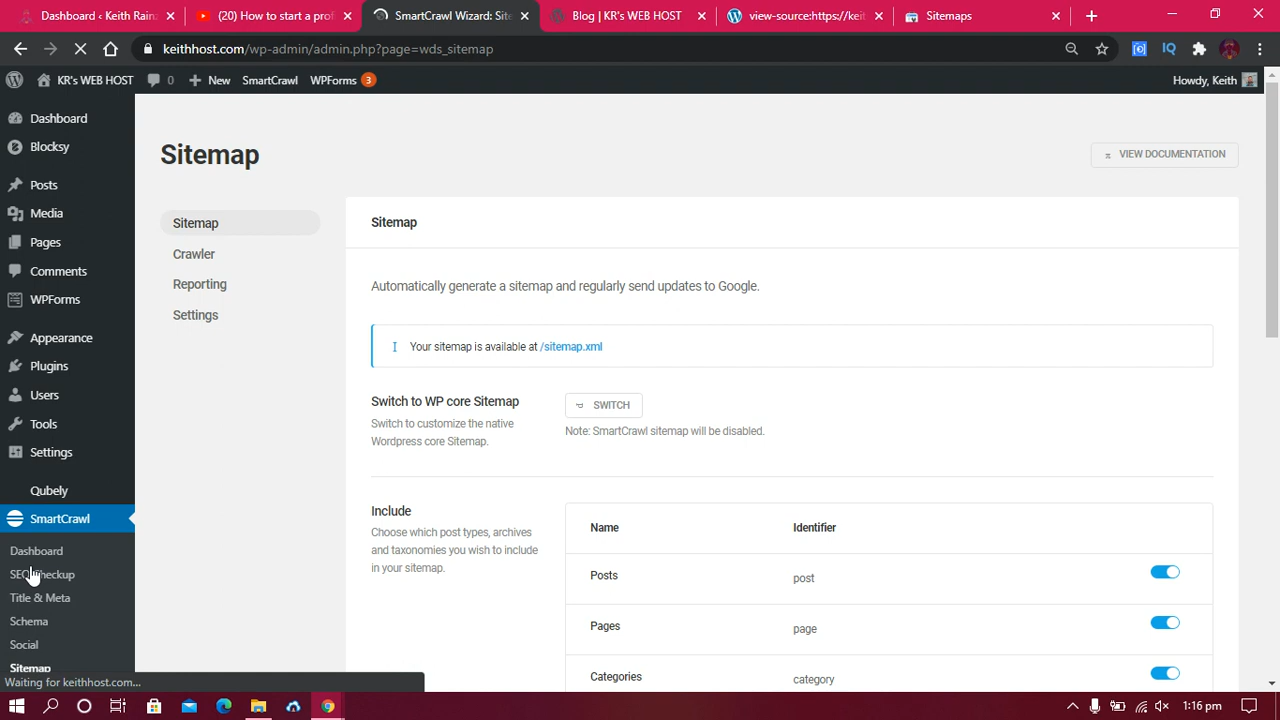 Dashboard ‹ Keith Rain
(20) How to start a prof
SmartCrawl Wizard: Site
Blog | KR's WEB HOST
view-source:https://keit
Sitemaps
keithhost.com/wp-admin/admin.php?page=wds_sitemap
KR's WEB HOST
0
New
SmartCrawl
WPForms
3
Howdy, Keith
Dashboard
Blocksy
Posts
Media
Pages
Comments
WPForms
Appearance
Plugins
Users
Tools
Settings
Qubely
SmartCrawl
Dashboard
SEO Checkup
Title & Meta
Schema
Social
Sitemap
Waiting for keithhost.com...
Sitemap
VIEW DOCUMENTATION
Sitemap
Crawler
Reporting
Settings
Sitemap
Automatically generate a sitemap and regularly send updates to Google.
Your sitemap is available at /sitemap.xml
Switch to WP core Sitemap
Switch to customize the native
Wordpress core Sitemap.
SWITCH
Note: SmartCrawl sitemap will be disabled.
Include
Choose which post types, archives
and taxonomies you wish to include
in your sitemap.
Name Identifier
Posts post
Pages page
Categories category
1:16 pm